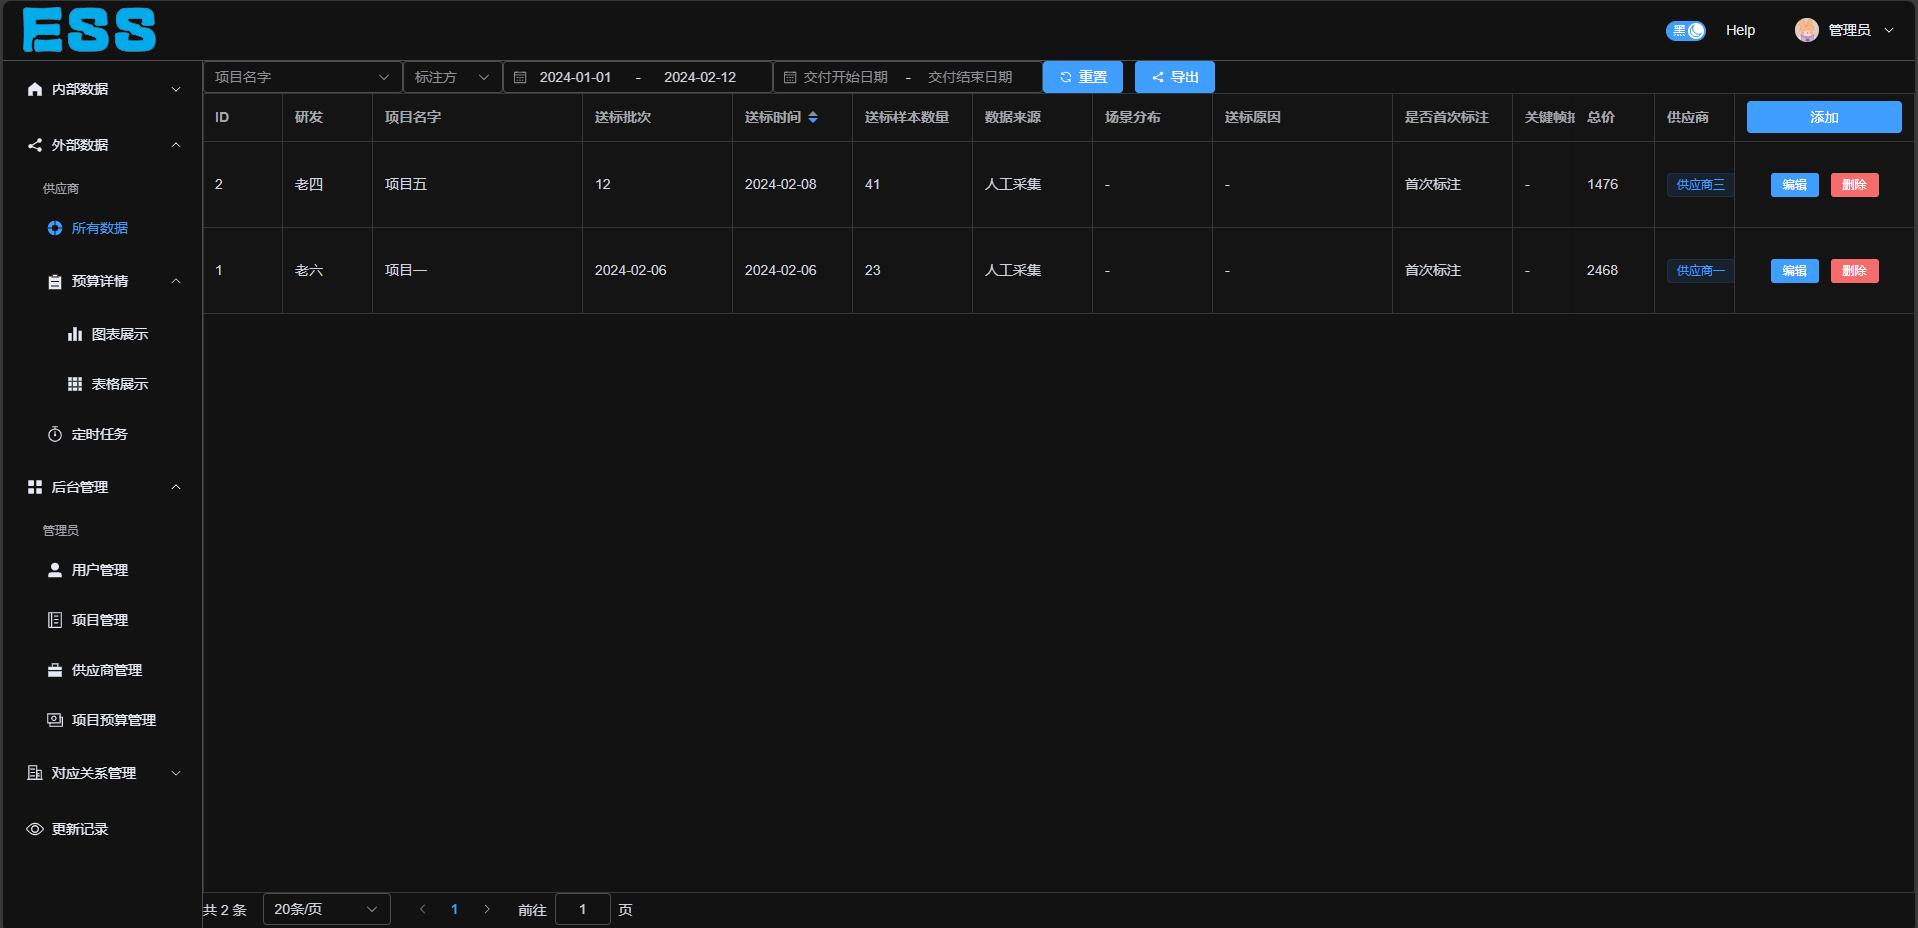 ESS
黑
Help
管理员
内部数据
外部数据
供应商
所有数据
预算详情
图表展示
表格展示
定时任务
后台管理
管理员
用户管理
项目管理
供应商管理
项目预算管理
对应关系管理
更新记录
项目名字 标注方 2024-01-01 - 2024-02-12 交付开始日期 - 交付结束日期 重置 导出
ID 研发 项目名字 送标批次 送标时间 送标样本数量 数据来源 场景分布 送标原因 是否首次标注 关键帧 总价 供应商 添加
2 老四 项目五 12 2024-02-08 41 人工采集 - - 首次标注 - 1476 供应商三 编辑 删除
1 老六 项目一 2024-02-06 2024-02-06 23 人工采集 - - 首次标注 - 2468 供应商一 编辑 删除
共 2 条 20条/页 1 前往 1 页